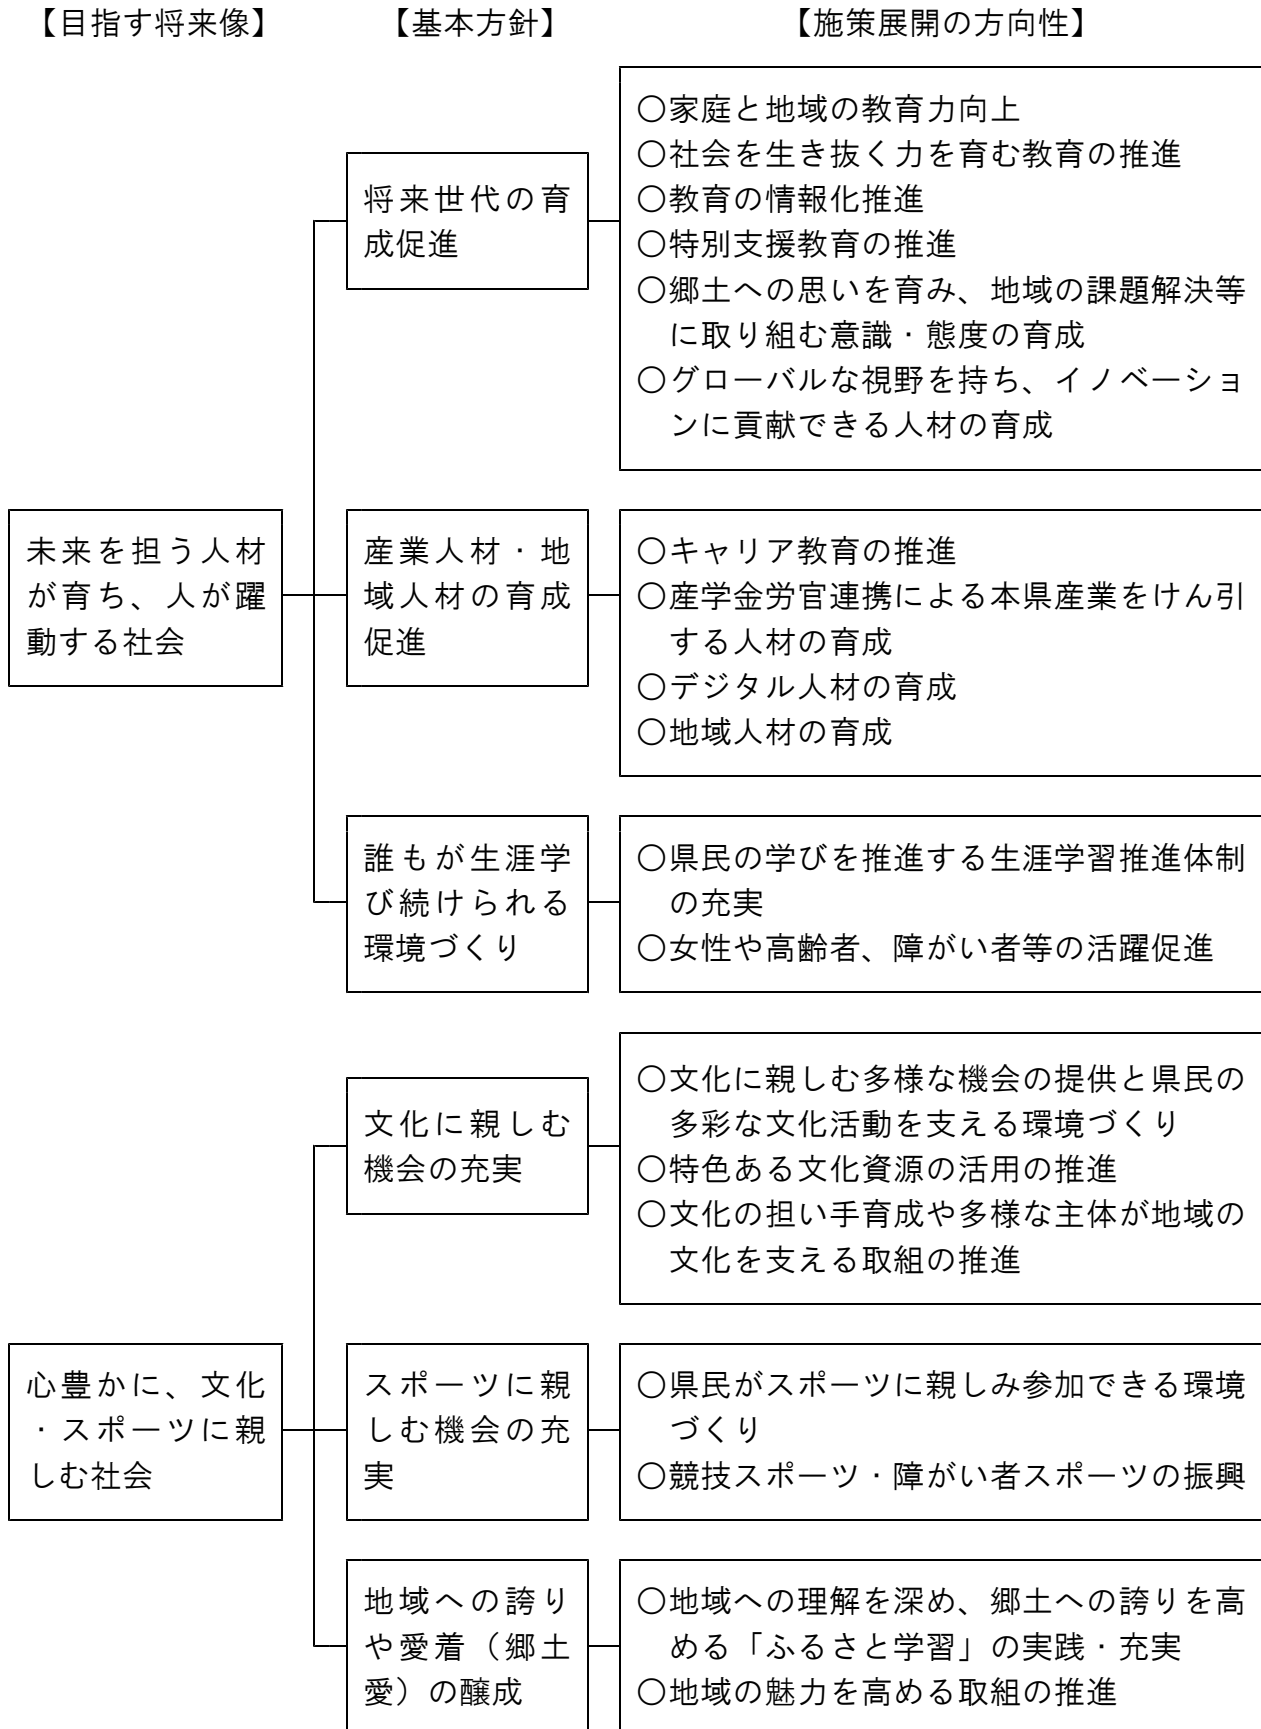 【目指す将来像】 【基本方針】 【施策展開の方向性】
将来世代の育
成促進
〇家庭と地域の教育力向上
〇社会を生き抜く力を育む教育の推進
〇教育の情報化推進
〇特別支援教育の推進
〇郷土への思いを育み、地域の課題解決等
に取り組む意識・態度の育成
〇グローバルな視野を持ち、イノベーショ
ンに貢献できる人材の育成
未来を担う人材
が育ち、人が躍
動する社会
産業人材・地
域人材の育成
促進
〇キャリア教育の推進
〇産学金労官連携による本県産業をけん引
する人材の育成
〇デジタル人材の育成
〇地域人材の育成
誰もが生涯学
び続けられる
環境づくり
〇県民の学びを推進する生涯学習推進体制
の充実
〇女性や高齢者、障がい者等の活躍促進
文化に親しむ
機会の充実
〇文化に親しむ多様な機会の提供と県民の
多彩な文化活動を支える環境づくり
〇特色ある文化資源の活用の推進
〇文化の担い手育成や多様な主体が地域の
文化を支える取組の推進
心豊かに、文化
・スポーツに親
しむ社会
スポーツに親
しむ機会の充
実
〇県民がスポーツに親しみ参加できる環境
づくり
〇競技スポーツ・障がい者スポーツの振興
地域への誇り
や愛着（郷土
愛）の醸成
〇地域への理解を深め、郷土への誇りを高
める「ふるさと学習」の実践・充実
〇地域の魅力を高める取組の推進